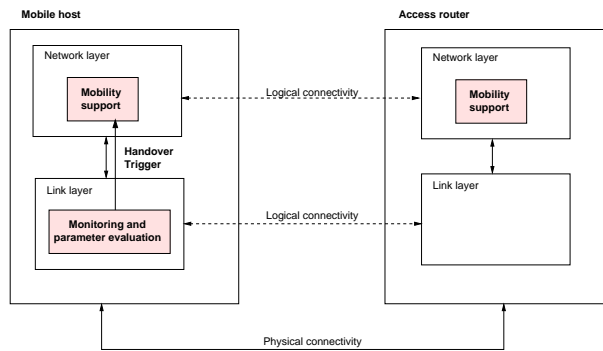 Mobile host
Access router
Network layer
Mobility
support
Logical connectivity
Network layer
Mobility
support
Handover
Trigger
Link layer
Monitoring and
parameter evaluation
Logical connectivity
Link layer
Physical connectivity